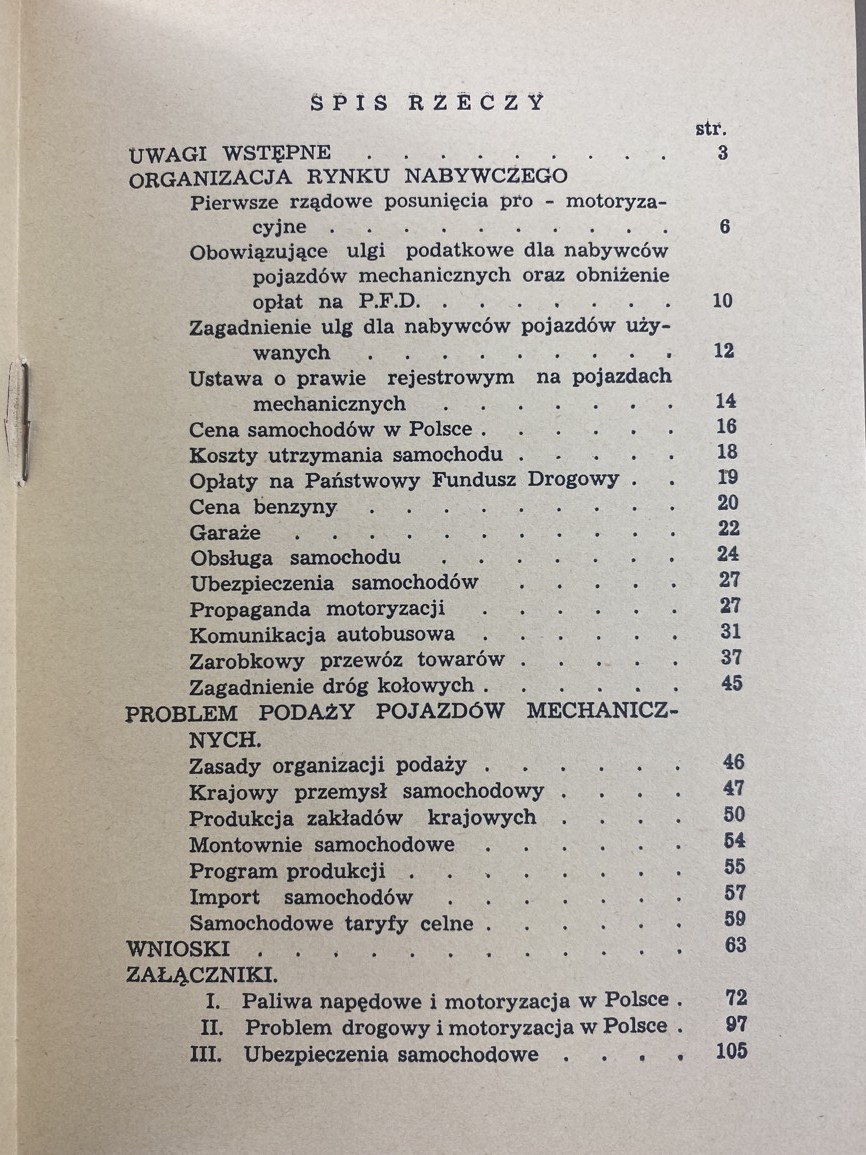 SPIS RZECZY
str.
UWAGI WSTĘPNE . . . . . . . . . 3
ORGANIZACJA RYNKU NABYWCZEGO
Pierwsze rządowe posunięcia pro - motoryza-
cyjne . . . . . . . . . . 6
Obowiązujące ulgi podatkowe dla nabywców
pojazdów mechanicznych oraz obniżenie
opłat na P.F.D. . . . . . . . 10
Zagadnienie ulg dla nabywców pojazdów uży-
wanych . . . . . . . . . 12
Ustawa o prawie rejestrowym na pojazdach
mechanicznych . . . . . . . 14
Cena samochodów w Polsce . . . . . . 16
Koszty utrzymania samochodu . . . . . 18
Opłaty na Państwowy Fundusz Drogowy . . 19
Cena benzyny . . . . . . . . . 20
Garaże . . . . . . . . . . . 22
Obsługa samochodu . . . . . . . 24
Ubezpieczenia samochodów . . . . . 27
Propaganda motoryzacji . . . . . . 27
Komunikacja autobusowa . . . . . . 31
Zarobkowy przewóz towarów . . . . . 37
Zagadnienie dróg kołowych . . . . . . 45
PROBLEM PODAŻY POJAZDÓW MECHANICZ-
NYCH.
Zasady organizacji podaży . . . . . . 46
Krajowy przemysł samochodowy . . . . 47
Produkcja zakładów krajowych . . . . 50
Montownie samochodowe . . . . . . 54
Program produkcji . . . . . . . . 55
Import samochodów . . . . . . . 57
Samochodowe taryfy celne . . . . . . 59
WNIOSKI . . . . . . . . . . . . 63
ZAŁĄCZNIKI.
I. Paliwa napędowe i motoryzacja w Polsce . 72
II. Problem drogowy i motoryzacja w Polsce . 97
III. Ubezpieczenia samochodowe . . . . 105